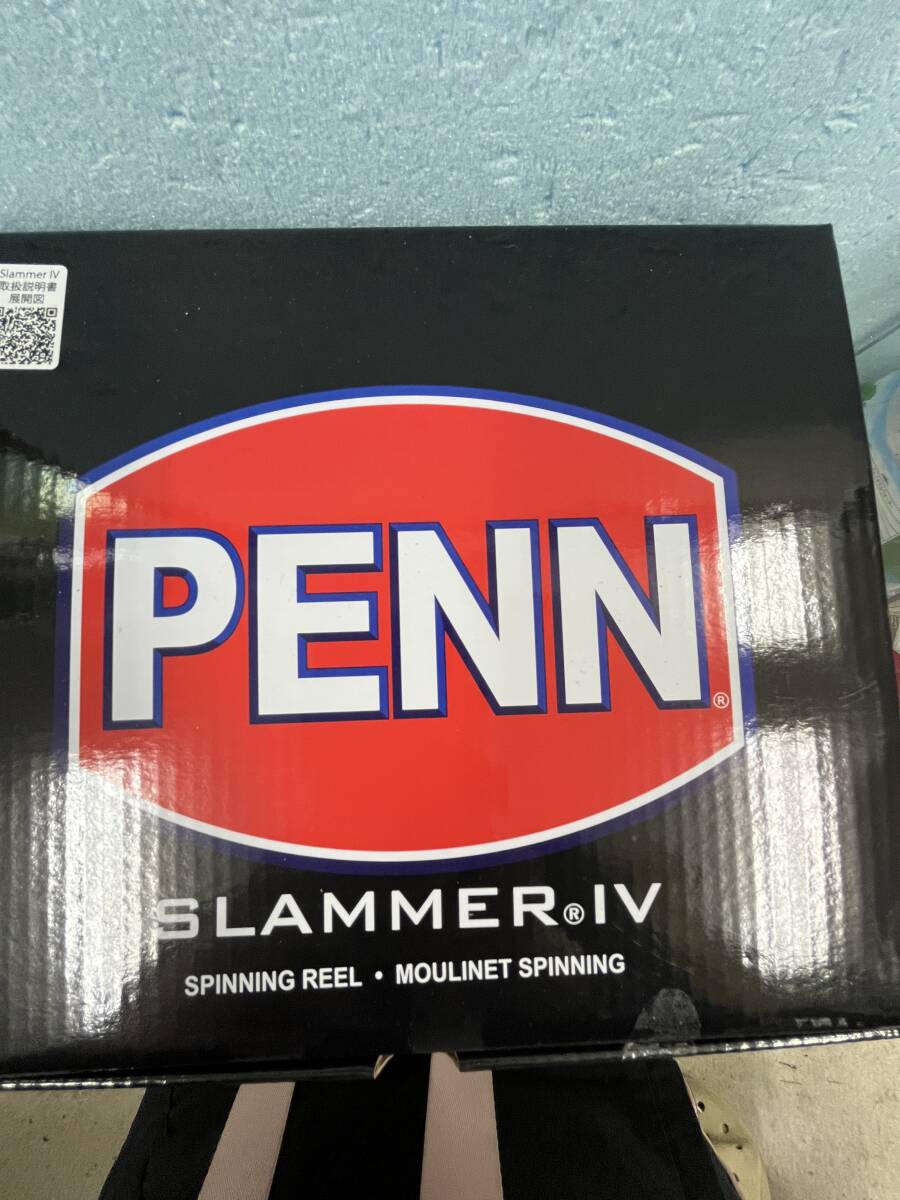 Slammer IV
取扱説明書
展開図
PENN®
SLAMMER® IV
SPINNING REEL • MOULINET SPINNING